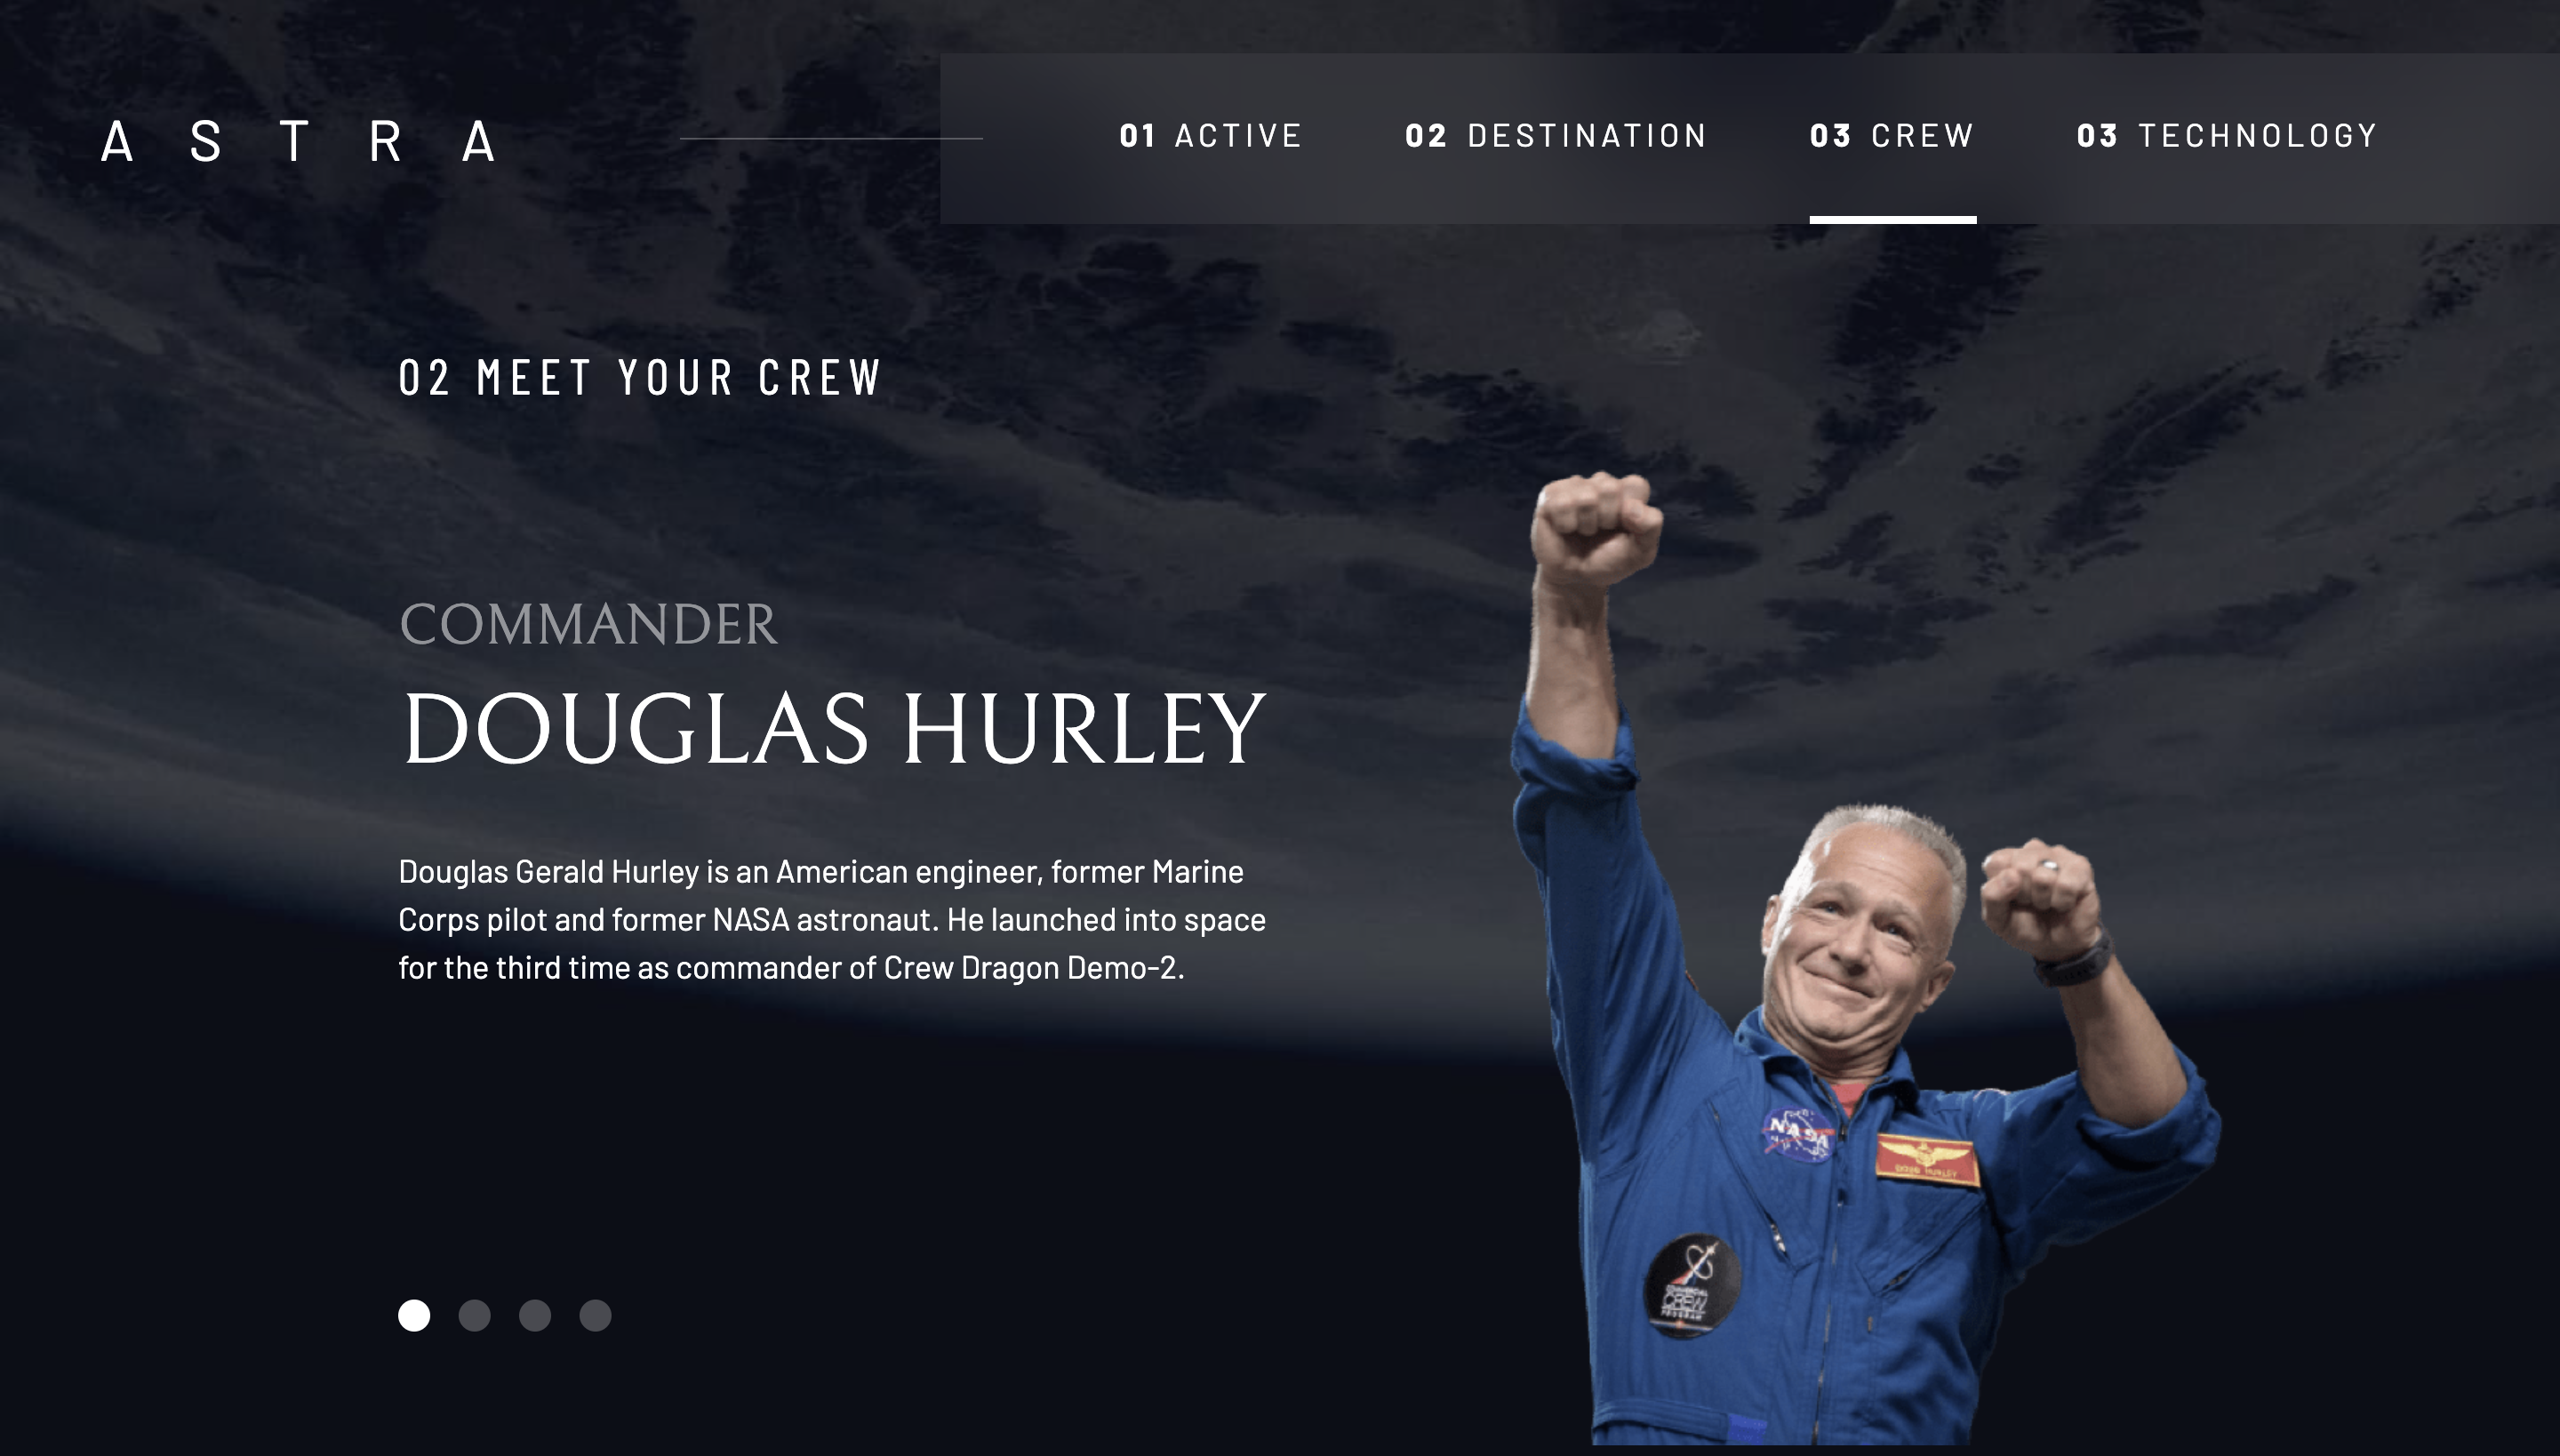 ASTRA
01 ACTIVE 02 DESTINATION 03 CREW 03 TECHNOLOGY
02 MEET YOUR CREW
COMMANDER
DOUGLAS HURLEY
Douglas Gerald Hurley is an American engineer, former Marine
Corps pilot and former NASA astronaut. He launched into space
for the third time as commander of Crew Dragon Demo-2.
NASA
DOUG HURLEY
COMMERCIAL
CREW
PROGRAM